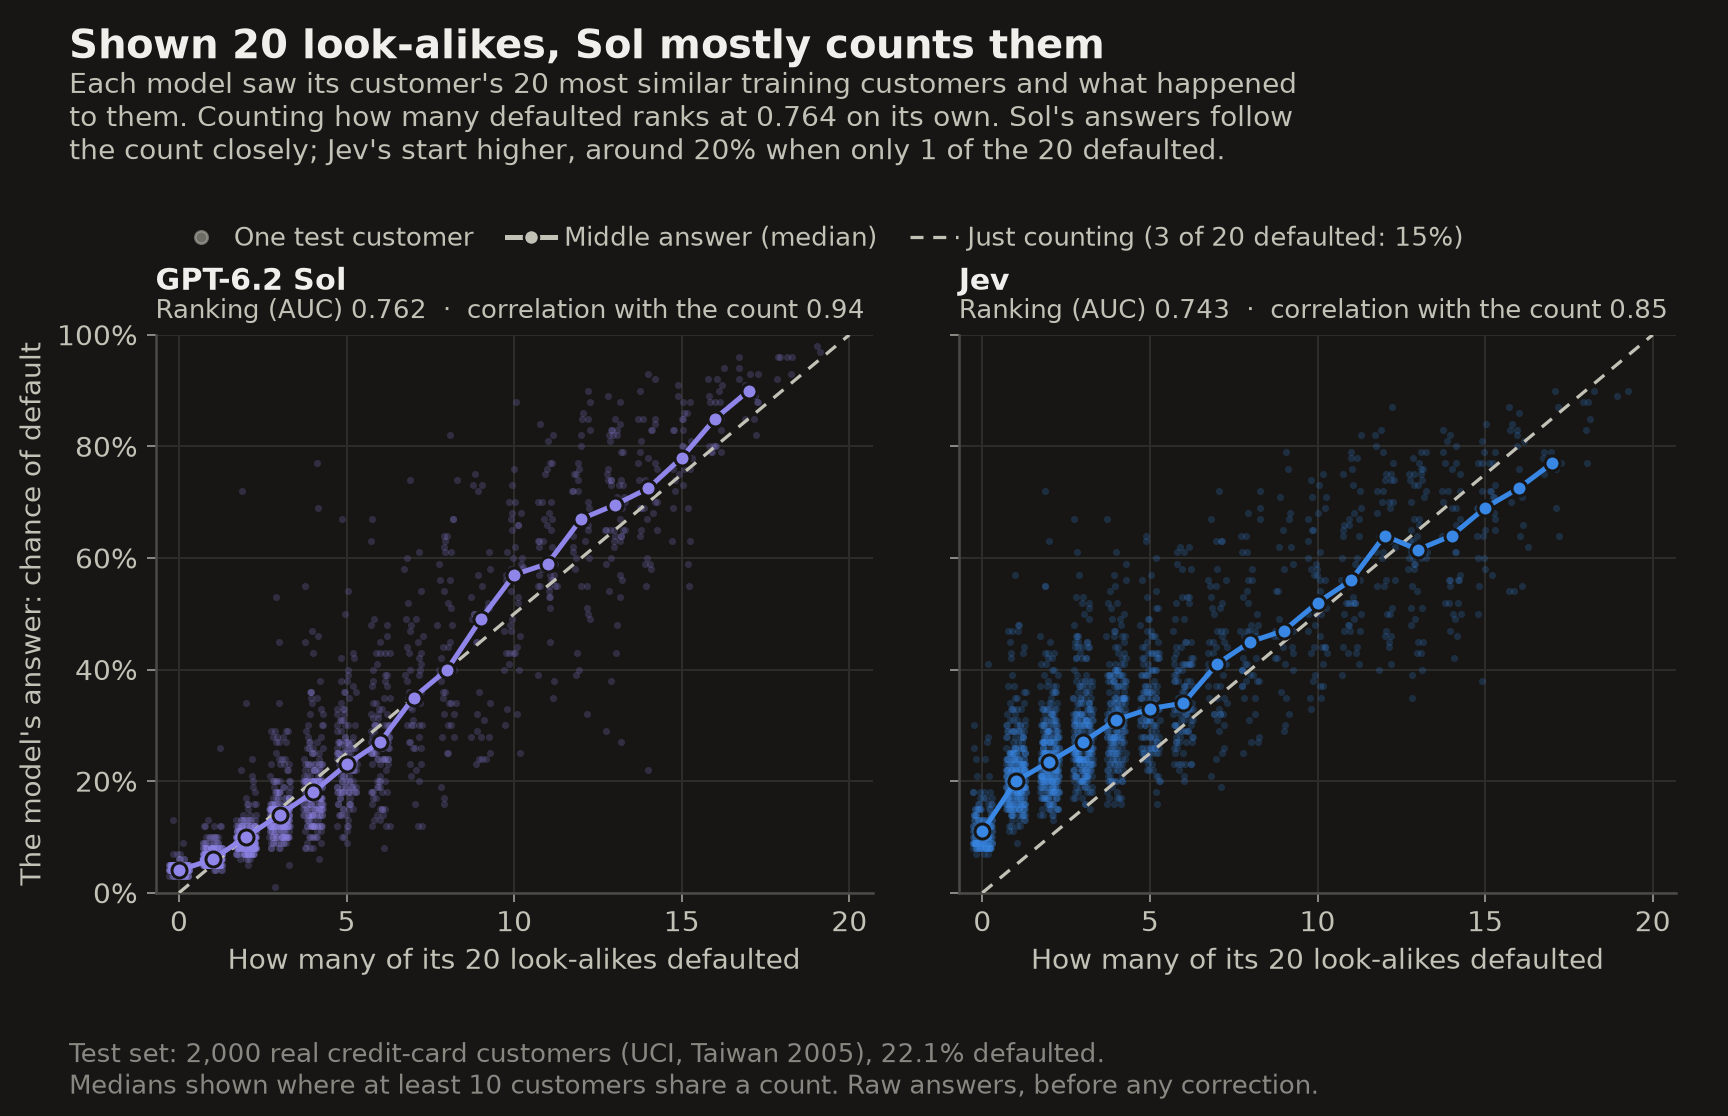 Shown 20 look-alikes, Sol mostly counts them
Each model saw its customer's 20 most similar training customers and what happened
to them. Counting how many defaulted ranks at 0.764 on its own. Sol's answers follow
the count closely; Jev's start higher, around 20% when only 1 of the 20 defaulted.
One test customer
Middle answer (median)
Just counting (3 of 20 defaulted: 15%)
GPT-6.2 Sol
Ranking (AUC) 0.762 · correlation with the count 0.94
The model's answer: chance of default
100%
80%
60%
40%
20%
0%
0 5 10 15 20
How many of its 20 look-alikes defaulted
Jev
Ranking (AUC) 0.743 · correlation with the count 0.85
0 5 10 15 20
How many of its 20 look-alikes defaulted
Test set: 2,000 real credit-card customers (UCI, Taiwan 2005), 22.1% defaulted.
Medians shown where at least 10 customers share a count. Raw answers, before any correction.